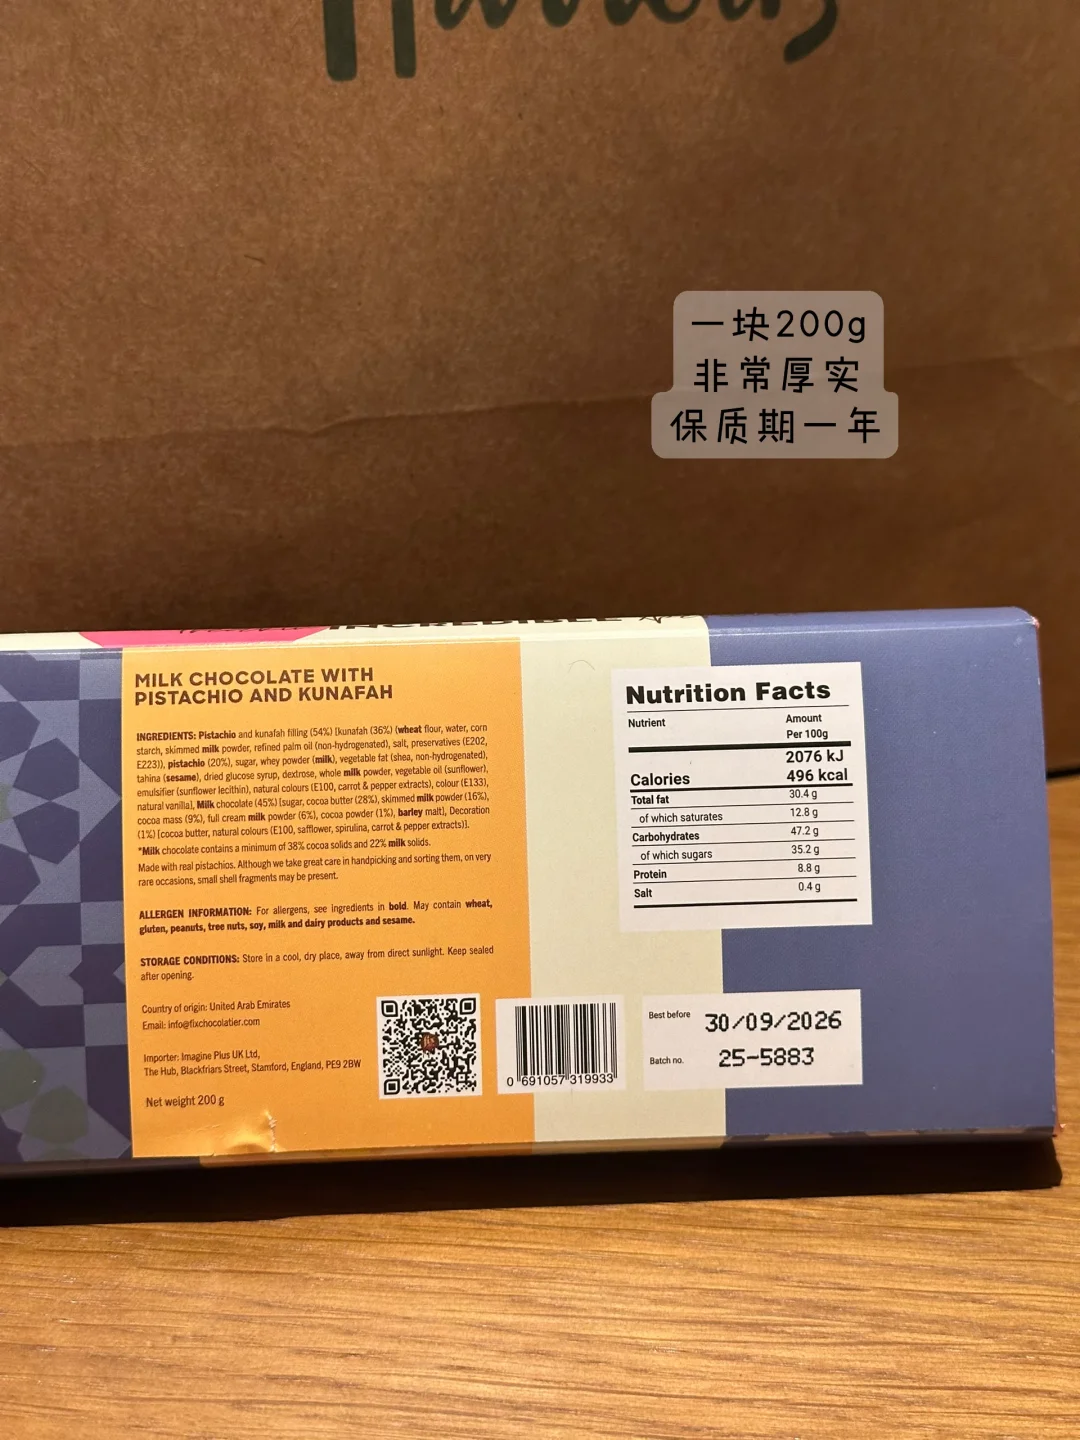 Harrods
一块200g
非常厚实
保质期一年
INCREDIBLE
MILK CHOCOLATE WITH
PISTACHIO AND KUNAFAH
INGREDIENTS: Pistachio and kunafah filling (54%) [kunafah (36%) (wheat flour, water, corn
starch, skimmed milk powder, refined palm oil (non-hydrogenated), salt, preservatives (E202,
E223)), pistachio (20%), sugar, whey powder (milk), vegetable fat (shea, non-hydrogenated),
tahina (sesame), dried glucose syrup, dextrose, whole milk powder, vegetable oil (sunflower),
emulsifier (sunflower lecithin), natural colours (E100, carrot & pepper extracts), colour (E133),
natural vanilla], Milk chocolate (45%) [sugar, cocoa butter (28%), skimmed milk powder (16%),
cocoa mass (9%), full cream milk powder (6%), cocoa powder (1%), barley malt], Decoration
(1%) [cocoa butter, natural colours (E100, safflower, spirulina, carrot & pepper extracts)].
*Milk chocolate contains a minimum of 38% cocoa solids and 22% milk solids.
Made with real pistachios. Although we take great care in handpicking and sorting them, on very
rare occasions, small shell fragments may be present.
ALLERGEN INFORMATION: For allergens, see ingredients in bold. May contain wheat,
gluten, peanuts, tree nuts, soy, milk and dairy products and sesame.
STORAGE CONDITIONS: Store in a cool, dry place, away from direct sunlight. Keep sealed
after opening.
Country of origin: United Arab Emirates
Email: info@fixchocolatier.com
Importer: Imagine Plus UK Ltd,
The Hub, Blackfriars Street, Stamford, England, PE9 2BW
Net weight 200 g
0 691057 319933
Nutrition Facts
Nutrient Amount
Per 100g
2076 kJ
Calories 496 kcal
Total fat 30.4 g
of which saturates 12.8 g
Carbohydrates 47.2 g
of which sugars 35.2 g
Protein 8.8 g
Salt 0.4 g
Best before 30/09/2026
Batch no. 25-5883